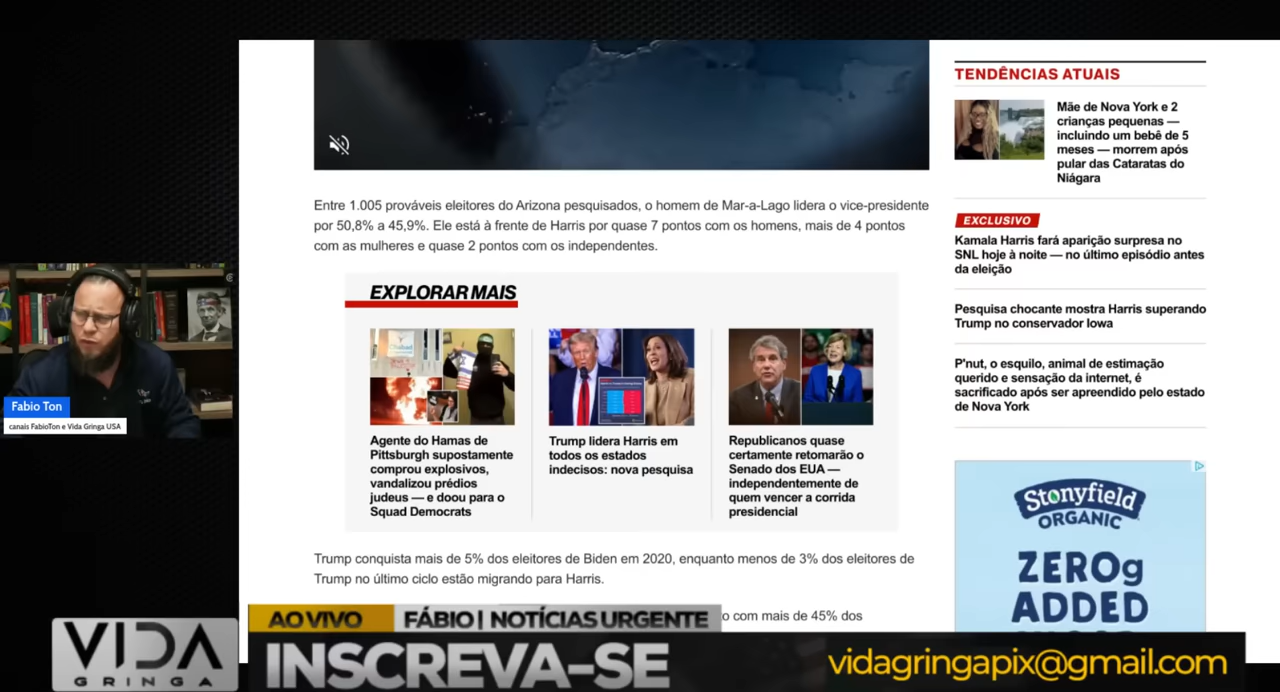 TENDÊNCIAS ATUAIS
Mãe de Nova York e 2
crianças pequenas —
incluindo um bebê de 5
meses — morrem após
pular das Cataratas do
Niágara
EXCLUSIVO
Kamala Harris fará aparição surpresa no
SNL hoje à noite — no último episódio antes
da eleição
Pesquisa chocante mostra Harris superando
Trump no conservador Iowa
P'nut, o esquilo, animal de estimação
querido e sensação da internet, é
sacrificado após ser apreendido pelo estado
de Nova York
Stonyfield
ORGANIC
ZEROg
ADDED
Entre 1.005 prováveis eleitores do Arizona pesquisados, o homem de Mar-a-Lago lidera o vice-presidente
por 50,8% a 45,9%. Ele está à frente de Harris por quase 7 pontos com os homens, mais de 4 pontos
com as mulheres e quase 2 pontos com os independentes.
EXPLORAR MAIS
Agente do Hamas de
Pittsburgh supostamente
comprou explosivos,
vandalizou prédios
judeus — e doou para o
Squad Democrats
Trump lidera Harris em
todos os estados
indecisos: nova pesquisa
Republicanos quase
certamente retomarão o
Senado dos EUA —
independentemente de
quem vencer a corrida
presidencial
Trump conquista mais de 5% dos eleitores de Biden em 2020, enquanto menos de 3% dos eleitores de
Trump no último ciclo estão migrando para Harris.
o com mais de 45% dos
Fabio Ton
canais FabioTon e Vida Gringa USA
VIDA
GRINGA
AO VIVO
FÁBIO | NOTÍCIAS URGENTE
INSCREVA-SE
vidagringapix@gmail.com